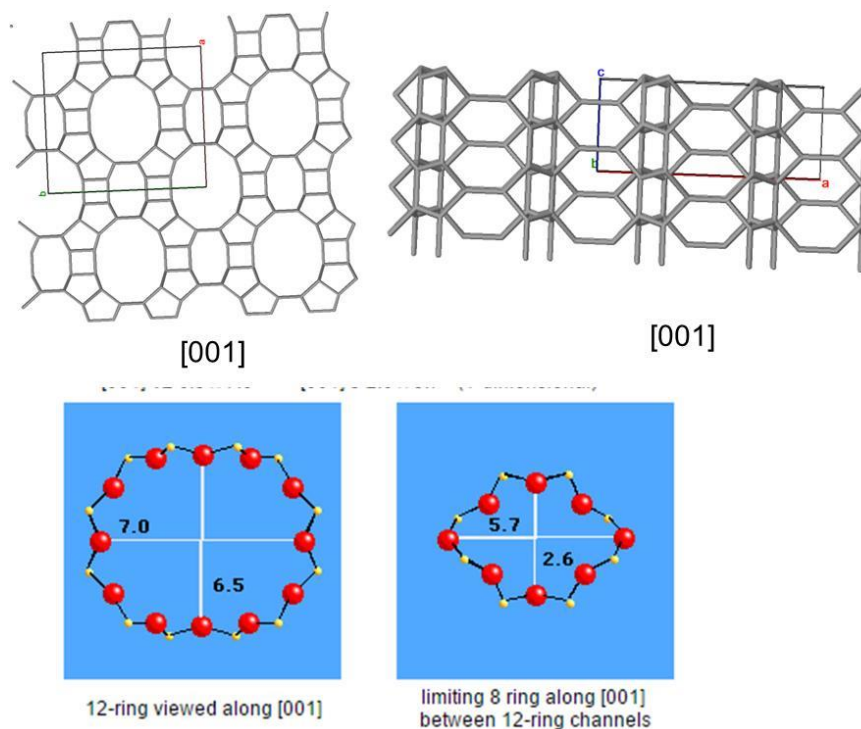 a
b
[001]
c
b
a
[001]
7.0
6.5
5.7
2.6
12-ring viewed along [001]
limiting 8 ring along [001]
between 12-ring channels